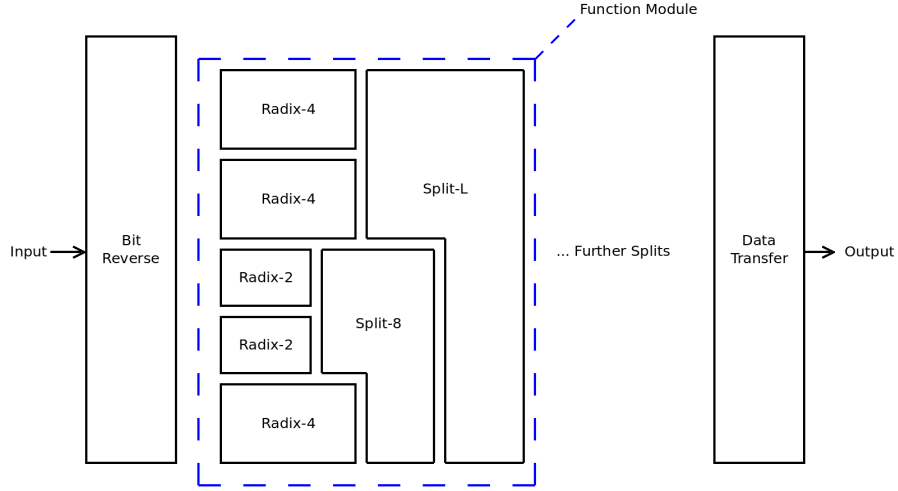 Function Module
Radix-4
Radix-4
Split-L
Input
Bit
Reverse
Radix-2
Radix-2
Split-8
Radix-4
... Further Splits
Data
Transfer
Output